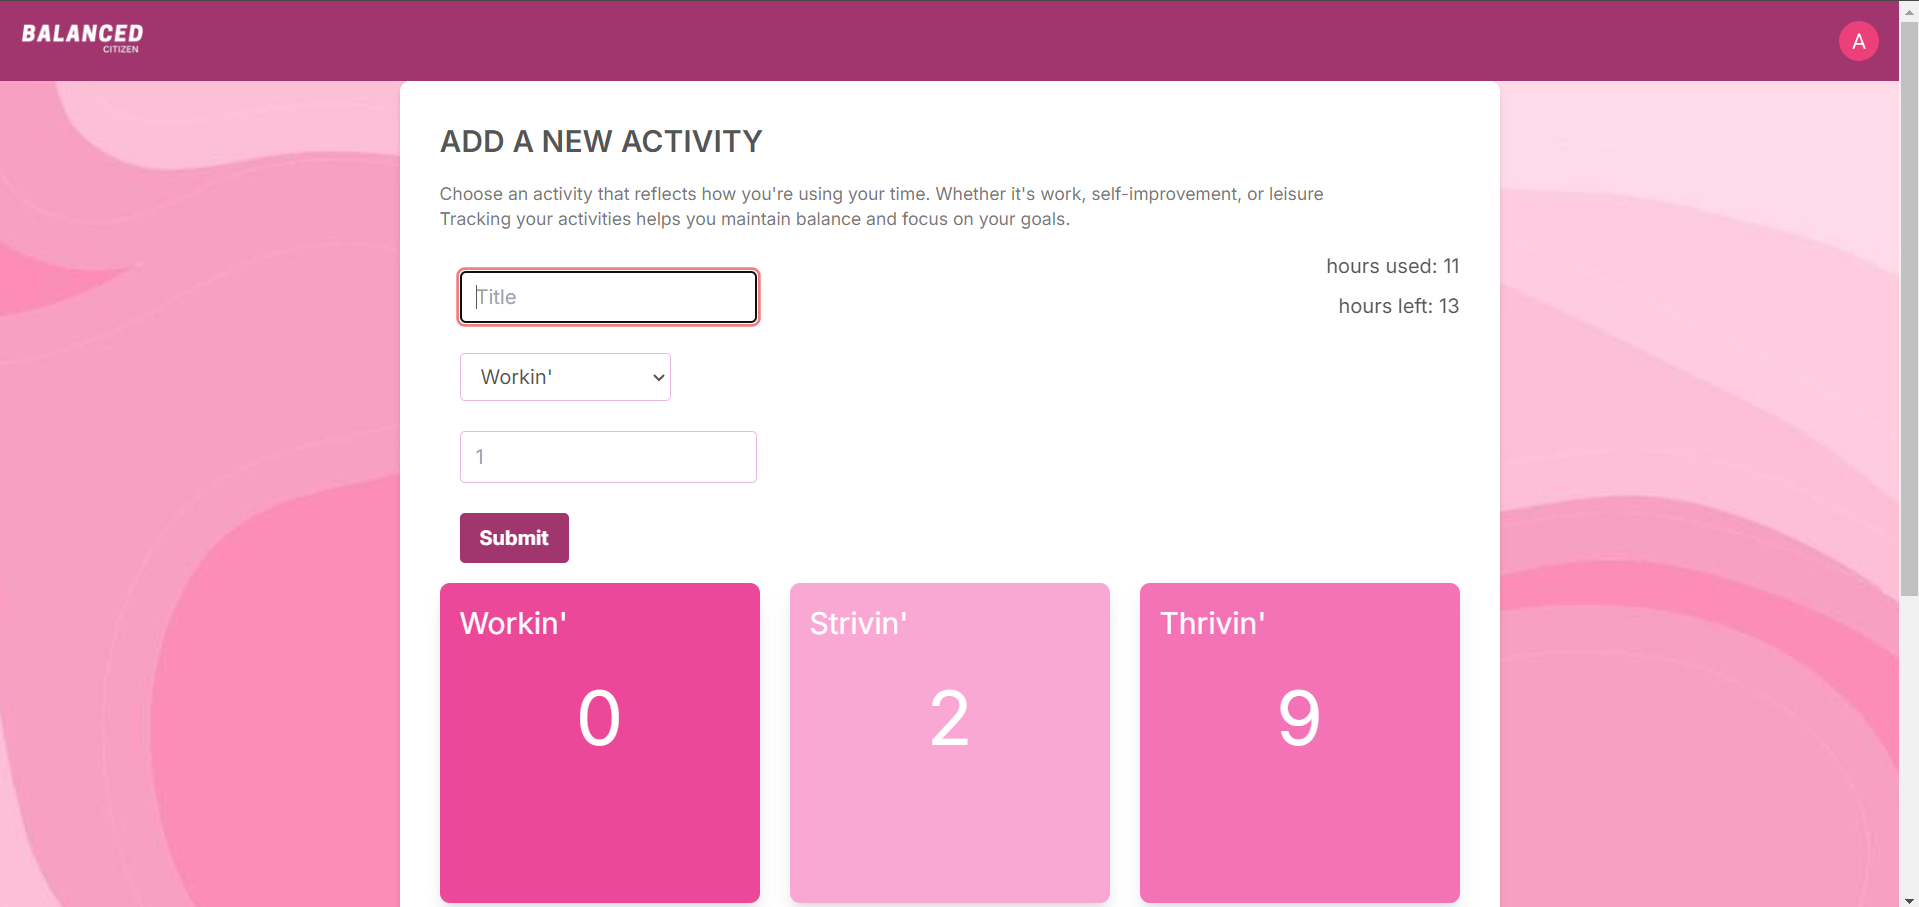 BALANCED
CITIZEN
A
ADD A NEW ACTIVITY
Choose an activity that reflects how you're using your time. Whether it's work, self-improvement, or leisure
Tracking your activities helps you maintain balance and focus on your goals.
hours used: 11
hours left: 13
Title
Workin'
1
Submit
Workin'
0
Strivin'
2
Thrivin'
9